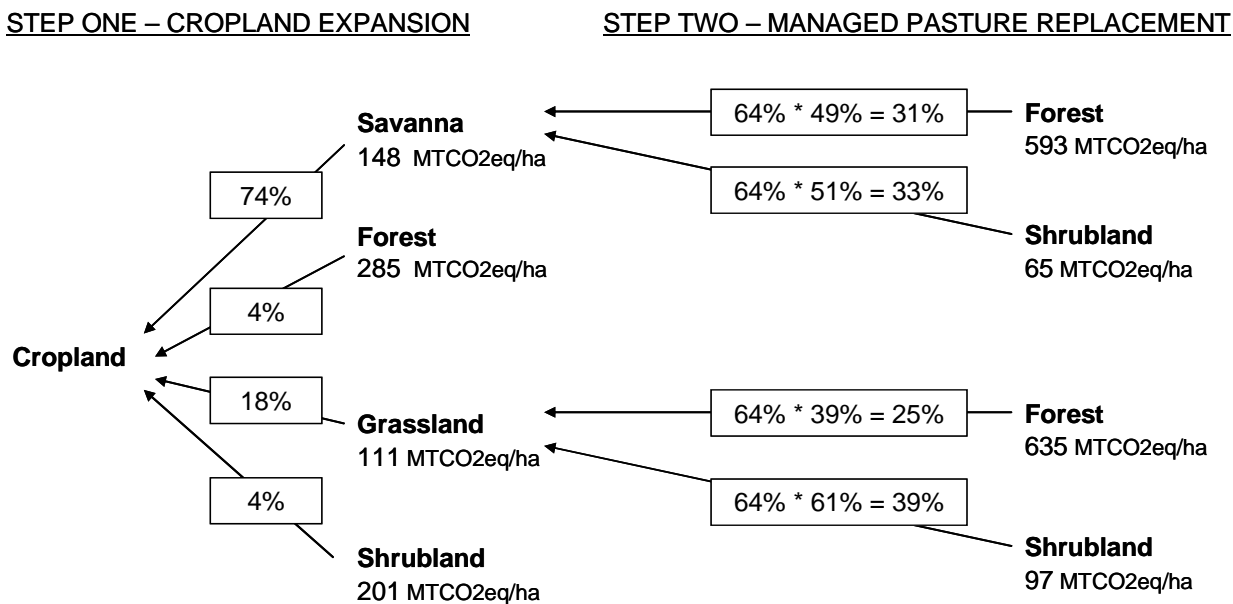 STEP ONE – CROPLAND EXPANSION
STEP TWO – MANAGED PASTURE REPLACEMENT
Savanna
148 MTCO2eq/ha
74%
Forest
285 MTCO2eq/ha
4%
Cropland
18%
Grassland
111 MTCO2eq/ha
4%
Shrubland
201 MTCO2eq/ha
64% * 49% = 31%
Forest
593 MTCO2eq/ha
64% * 51% = 33%
Shrubland
65 MTCO2eq/ha
64% * 39% = 25%
Forest
635 MTCO2eq/ha
64% * 61% = 39%
Shrubland
97 MTCO2eq/ha